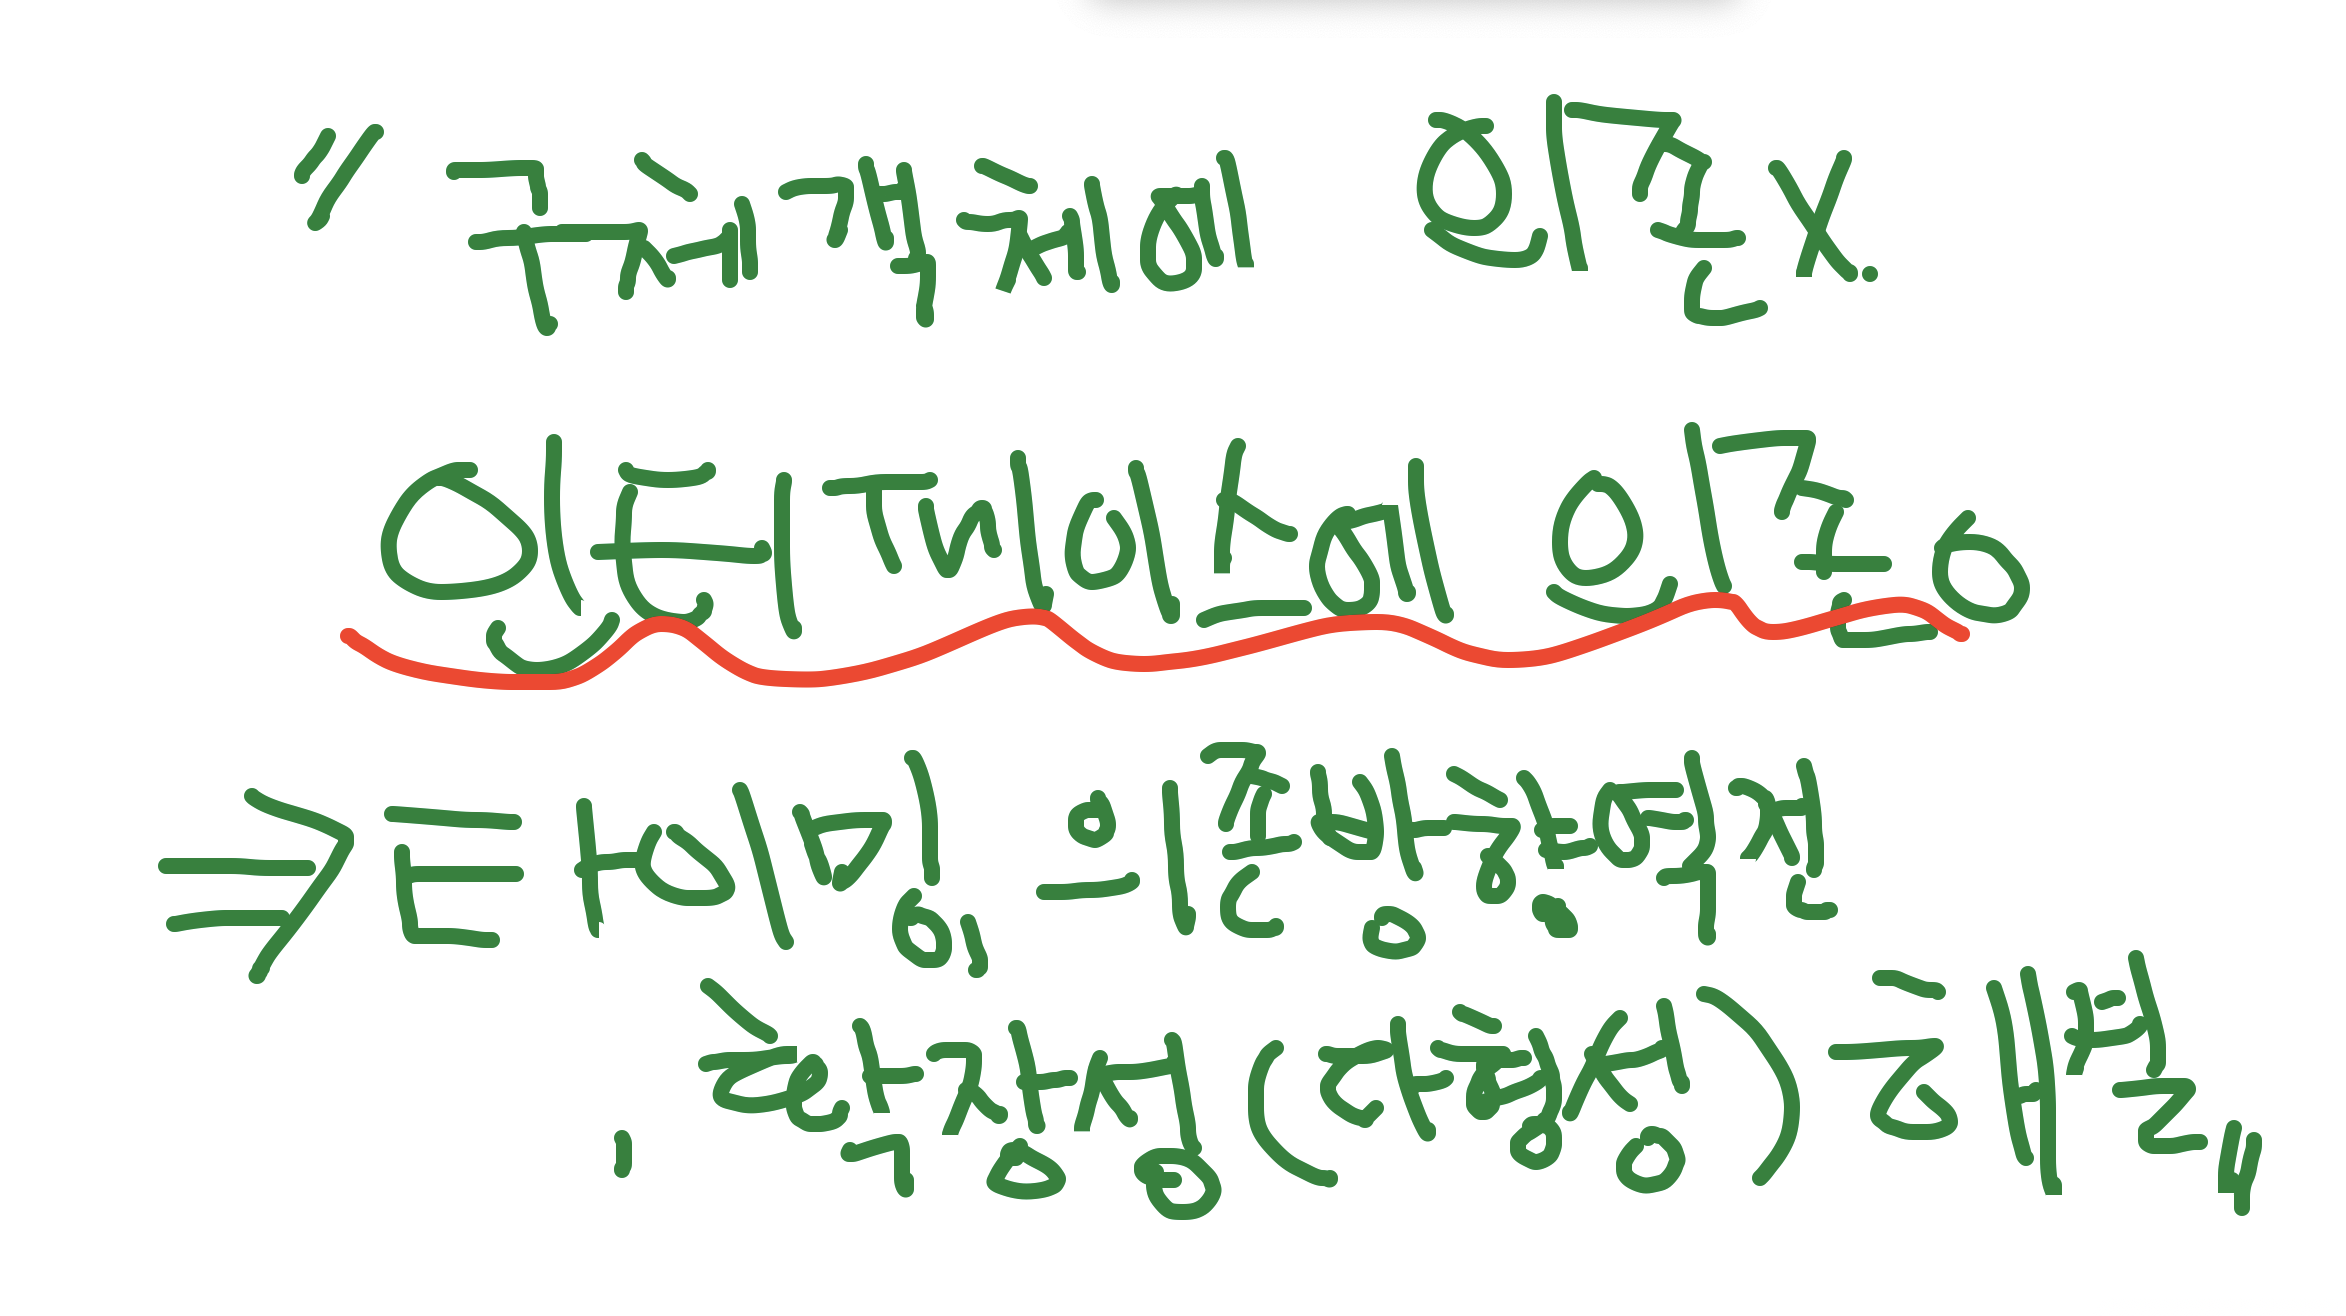 // 구체객체에 의존X.
인터페이스에 의존o
⇒ 타이밍, 의존방향 역전
확장성(다형성) 해결,,